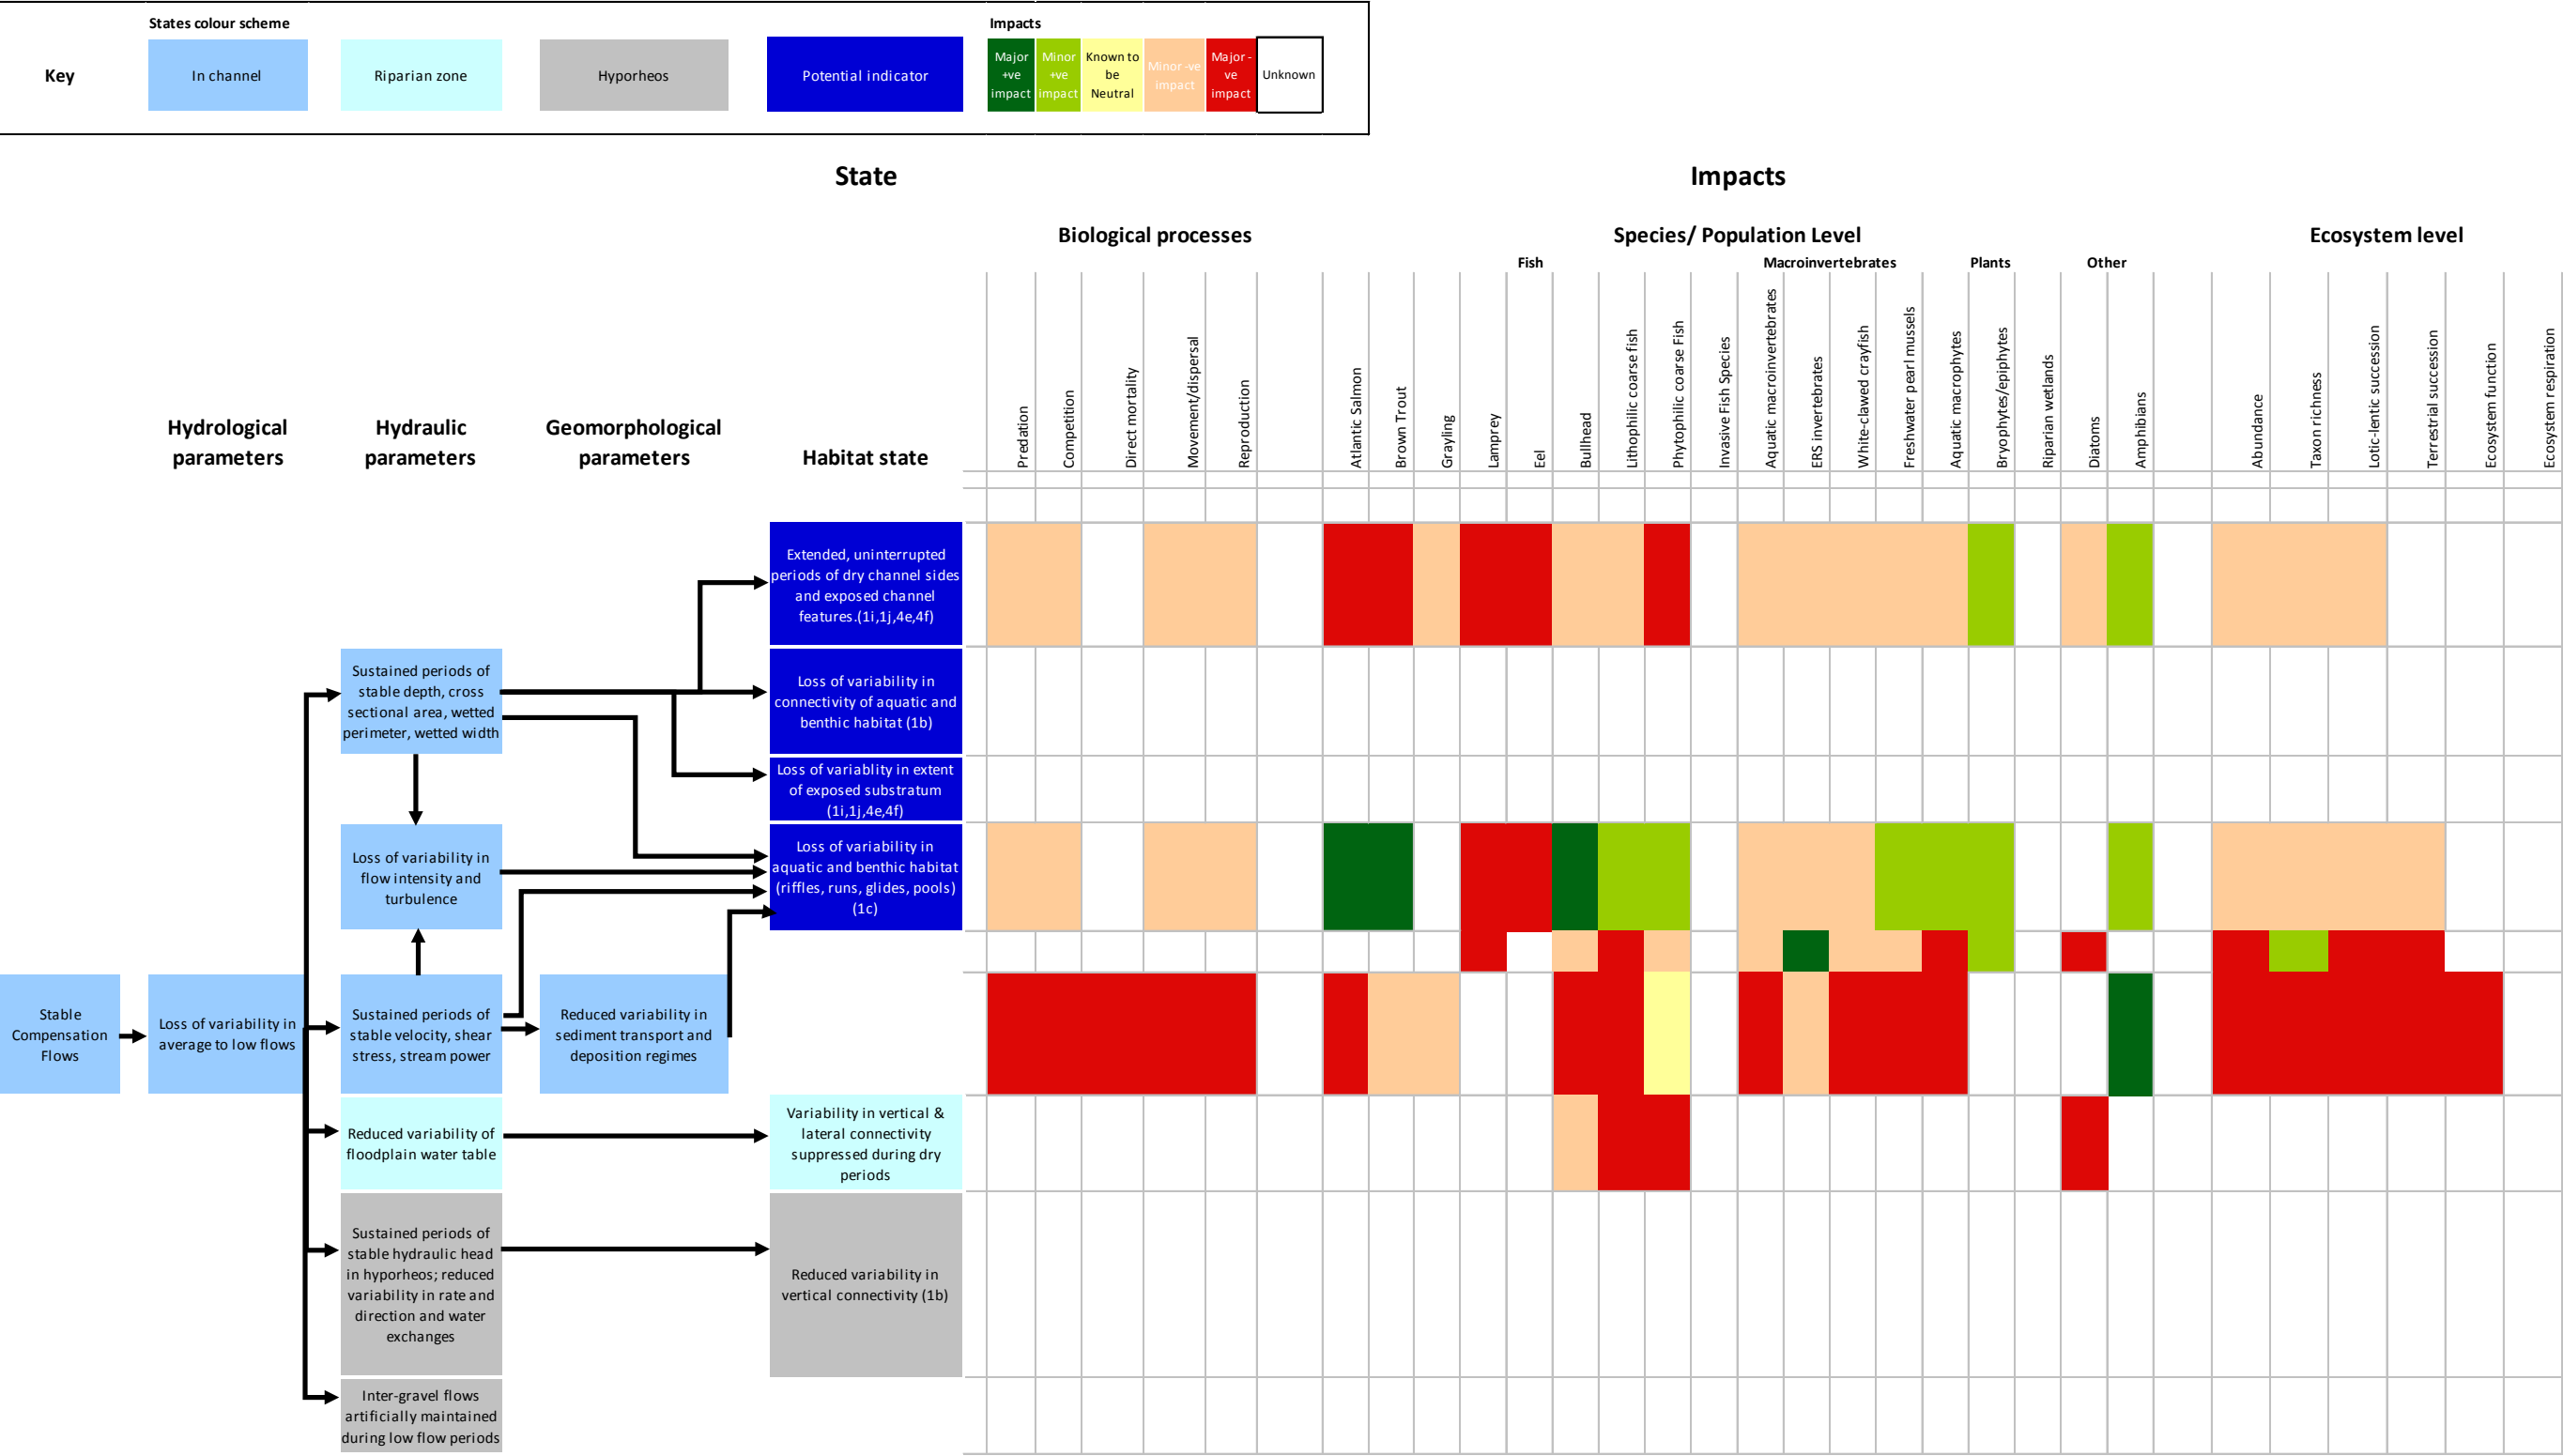 States colour scheme
Impacts
Key
In channel
Riparian zone
Hyporheos
Potential indicator
Major
+ve
impact
Minor
+ve
impact
Known to
be
Neutral
Minor -ve
impact
Major -
ve
impact
Unknown
State
Impacts
Biological processes
Species/ Population Level
Ecosystem level
Fish
Macroinvertebrates
Plants
Other
Hydrological
parameters
Hydraulic
parameters
Geomorphological
parameters
Habitat state
Predation
Competition
Direct mortality
Movement/dispersal
Reproduction
Atlantic Salmon
Brown Trout
Grayling
Lamprey
Eel
Bullhead
Lithophilic coarse fish
Phytophilic coarse Fish
Invasive Fish Species
Aquatic macroinvertebrates
ERS invertebrates
White-clawed crayfish
Freshwater pearl mussels
Aquatic macrophytes
Bryophytes/epiphytes
Riparian wetlands
Diatoms
Amphibians
Abundance
Taxon richness
Lotic-lentic succession
Terrestrial succession
Ecosystem function
Ecosystem respiration
Extended, uninterrupted
periods of dry channel sides
and exposed channel
features.(1i,1j,4e,4f)
Sustained periods of
stable depth, cross
sectional area, wetted
perimeter, wetted width
Loss of variability in
connectivity of aquatic and
benthic habitat (1b)
Loss of variablity in extent
of exposed substratum
(1i,1j,4e,4f)
Loss of variability in
flow intensity and
turbulence
Loss of variability in
aquatic and benthic habitat
(riffles, runs, glides, pools)
(1c)
Stable
Compensation
Flows
Loss of variability in
average to low flows
Sustained periods of
stable velocity, shear
stress, stream power
Reduced variability in
sediment transport and
deposition regimes
Reduced variability of
floodplain water table
Variability in vertical &
lateral connectivity
suppressed during dry
periods
Sustained periods of
stable hydraulic head
in hyporheos; reduced
variability in rate and
direction and water
exchanges
Reduced variability in
vertical connectivity (1b)
Inter-gravel flows
artificially maintained
during low flow periods